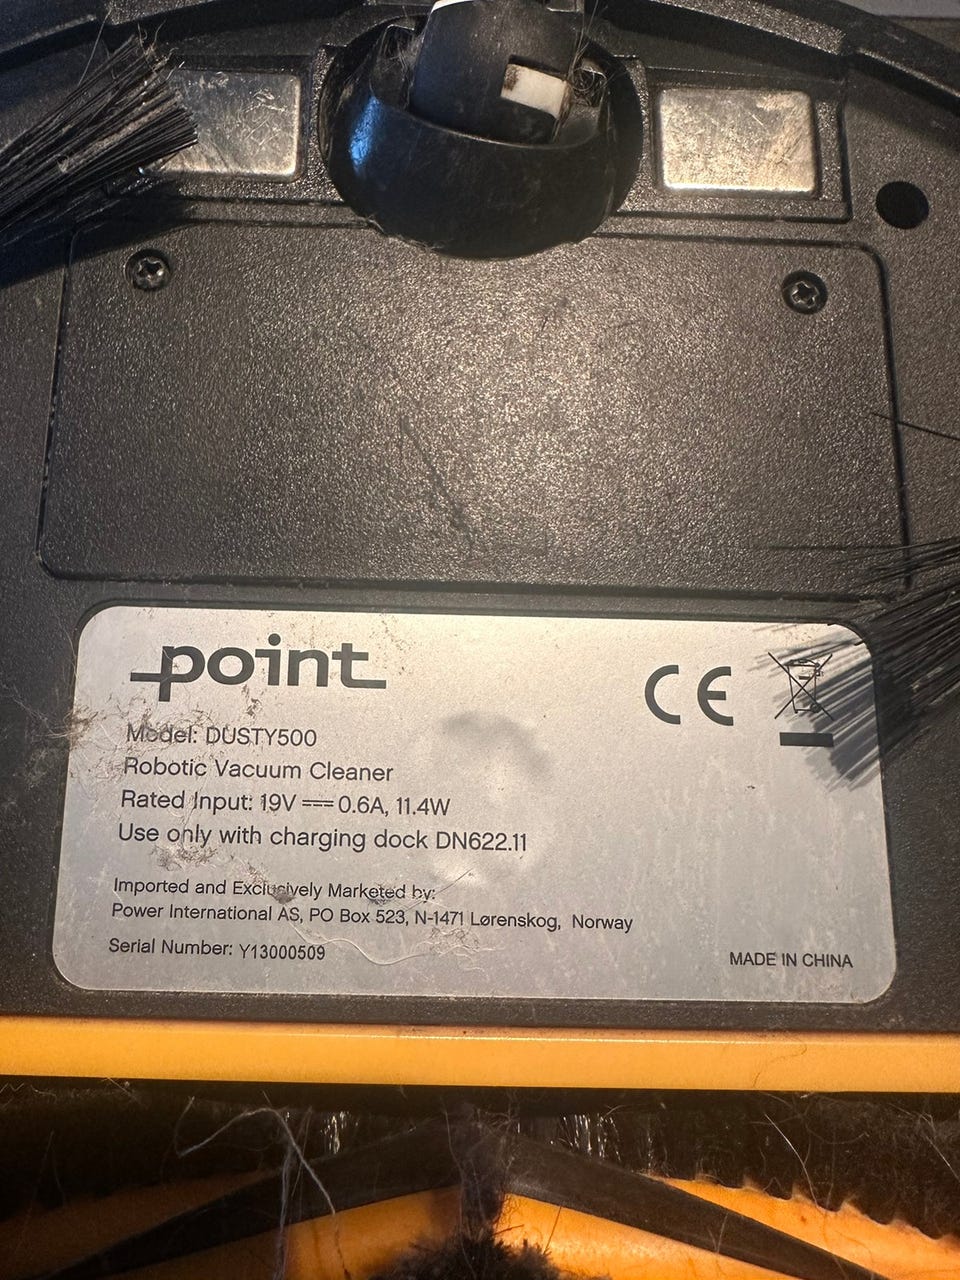 point
CE
Model: DUSTY500
Robotic Vacuum Cleaner
Rated Input: 19V ⎓ 0.6A, 11.4W
Use only with charging dock DN622.11
Imported and Exclusively Marketed by:
Power International AS, PO Box 523, N-1471 Lørenskog, Norway
Serial Number: Y13000509
MADE IN CHINA